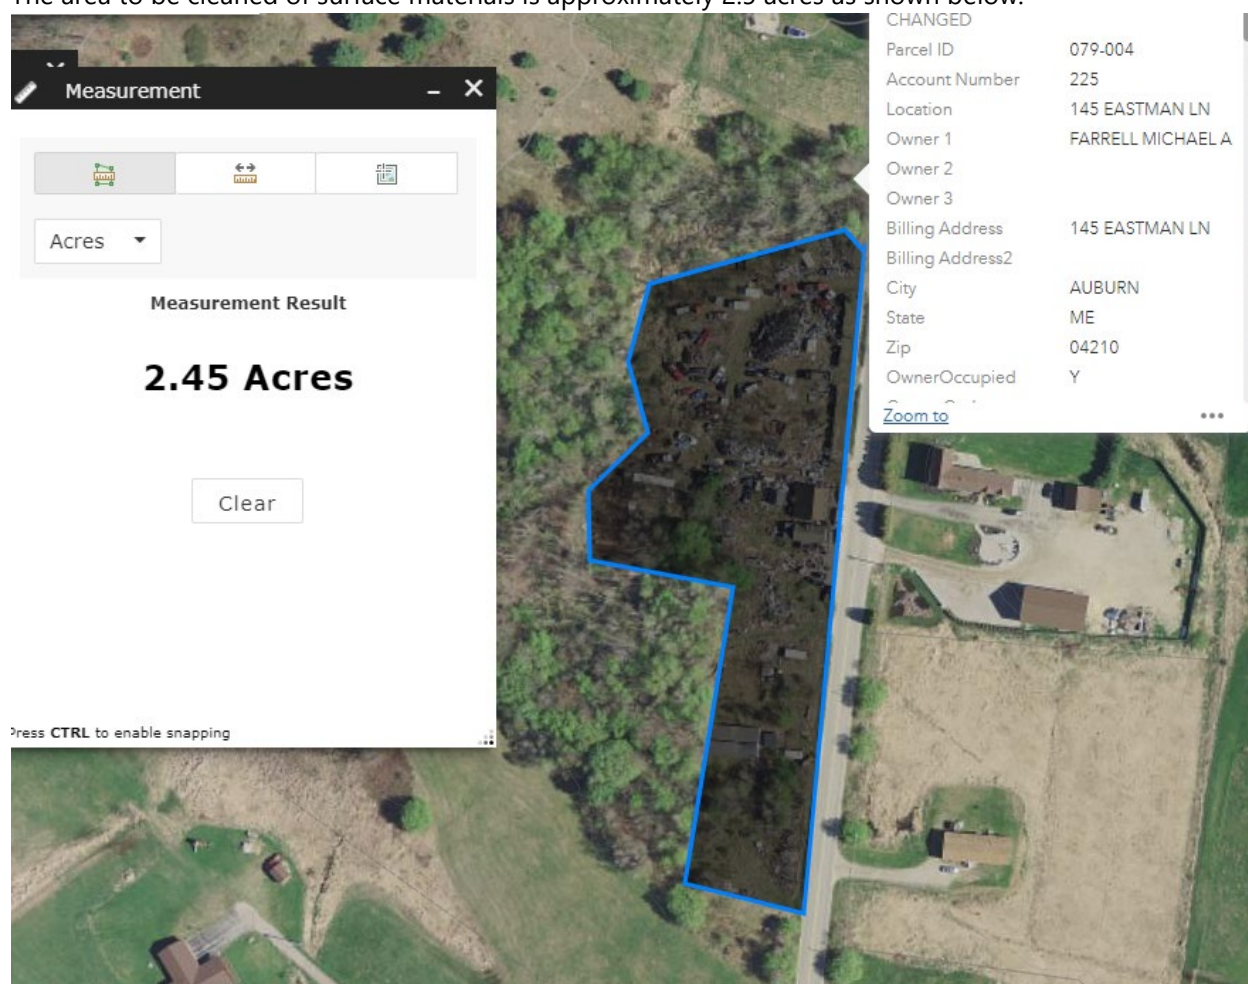 The area to be cleaned of surface materials is approximately 2.5 acres as shown below.
CHANGED
Parcel ID 079-004
Account Number 225
Location 145 EASTMAN LN
Owner 1 FARRELL MICHAEL A
Owner 2
Owner 3
Billing Address 145 EASTMAN LN
Billing Address2
City AUBURN
State ME
Zip 04210
OwnerOccupied Y
Zoom to
Measurement
Acres
Measurement Result
2.45 Acres
Clear
Press CTRL to enable snapping